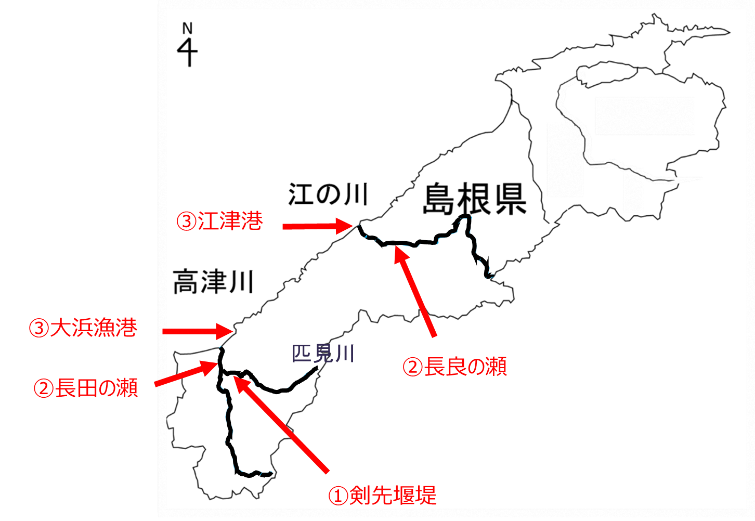 N
江の川
島根県
③江津港
高津川
③大浜漁港
匹見川
②長良の瀬
②長田の瀬
①剣先堰堤